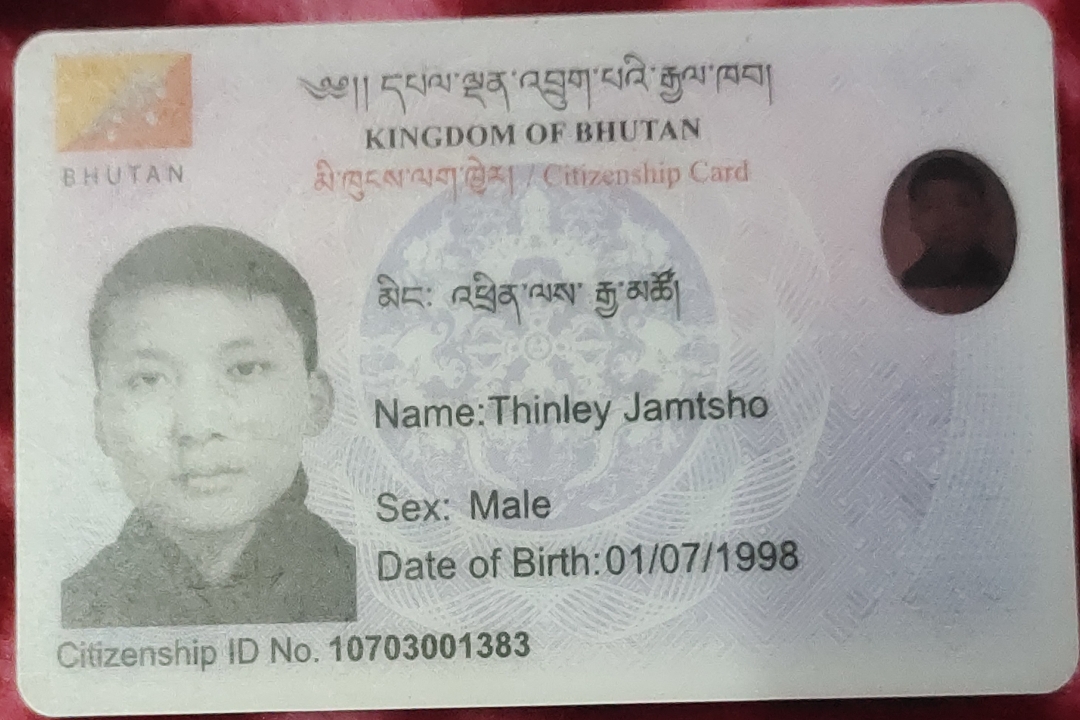 ༄༅།། དཔལ་ལྡན་འབྲུག་པའི་རྒྱལ་ཁབ།
KINGDOM OF BHUTAN
BHUTAN
མི་ཁུངས་ལག་ཁྱེར། / Citizenship Card
མིང: འཕྲིན་ལས་ རྒྱ་མཚོ།
Name:Thinley Jamtsho
Sex: Male
Date of Birth:01/07/1998
Citizenship ID No. 10703001383